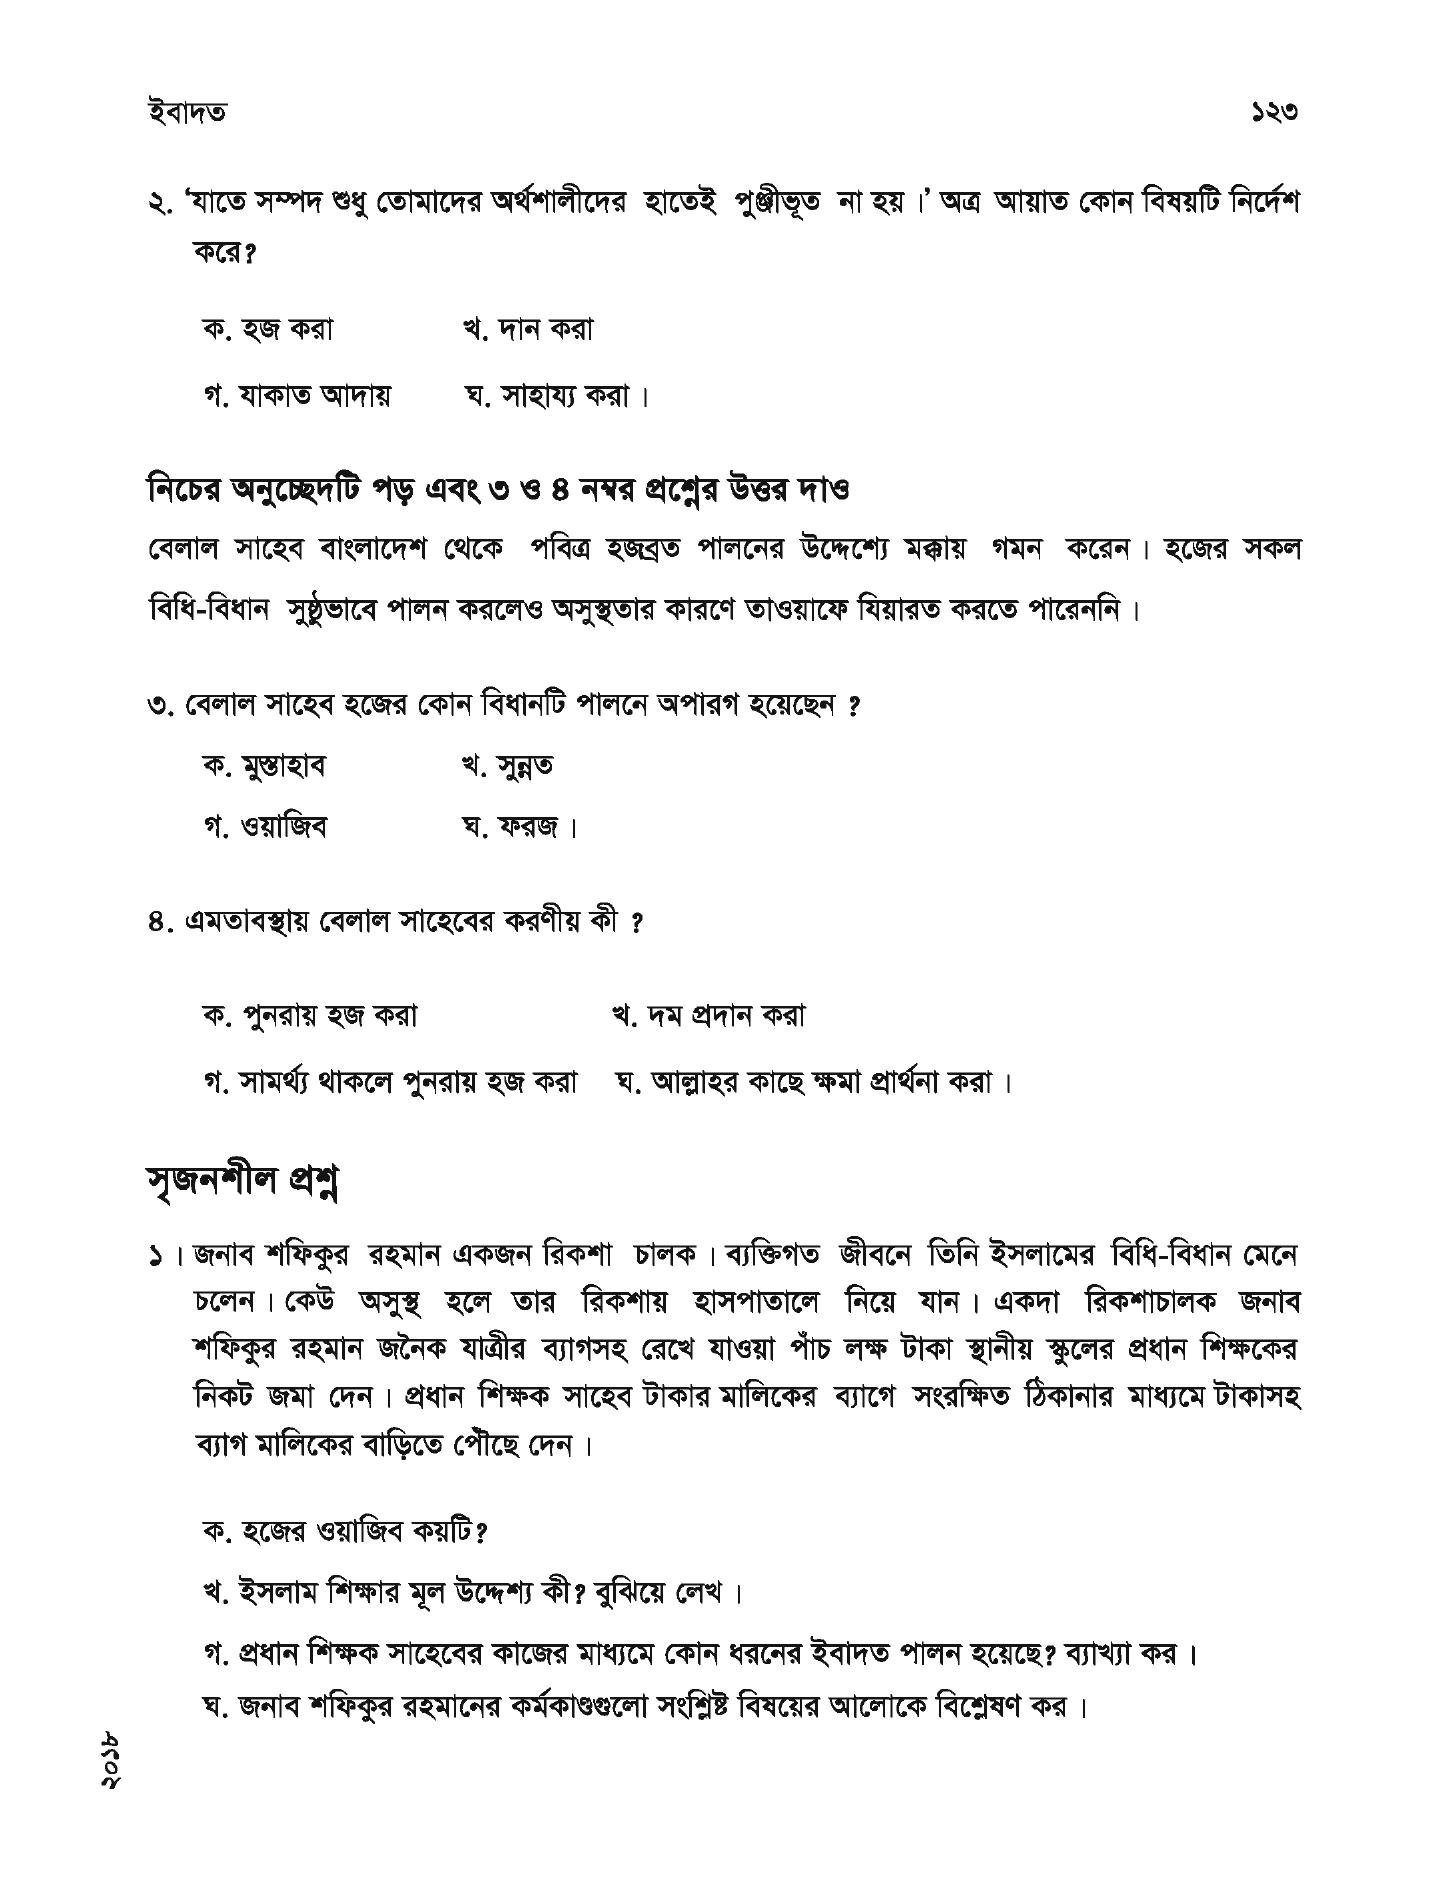 ইবাদত ১২৩
২. ‘যাতে সম্পদ শুধু তোমাদের অর্থশালীদের হাতেই পুঞ্জীভূত না হয়।’ অত্র আয়াত কোন বিষয়টি নির্দেশ
করে?
ক. হজ করা খ. দান করা
গ. যাকাত আদায় ঘ. সাহায্য করা।
নিচের অনুচ্ছেদটি পড় এবং ৩ ও ৪ নম্বর প্রশ্নের উত্তর দাও
বেলাল সাহেব বাংলাদেশ থেকে পবিত্র হজব্রত পালনের উদ্দেশ্যে মক্কায় গমন করেন। হজের সকল
বিধি-বিধান সুষ্ঠুভাবে পালন করলেও অসুস্থতার কারণে তাওয়াফে যিয়ারত করতে পারেননি।
৩. বেলাল সাহেব হজের কোন বিধানটি পালনে অপারগ হয়েছেন ?
ক. মুস্তাহাব খ. সুন্নত
গ. ওয়াজিব ঘ. ফরজ।
৪. এমতাবস্থায় বেলাল সাহেবের করণীয় কী ?
ক. পুনরায় হজ করা খ. দম প্রদান করা
গ. সামর্থ্য থাকলে পুনরায় হজ করা ঘ. আল্লাহর কাছে ক্ষমা প্রার্থনা করা।
সৃজনশীল প্রশ্ন
১। জনাব শফিকুর রহমান একজন রিকশা চালক। ব্যক্তিগত জীবনে তিনি ইসলামের বিধি-বিধান মেনে
চলেন। কেউ অসুস্থ হলে তার রিকশায় হাসপাতালে নিয়ে যান। একদা রিকশাচালক জনাব
শফিকুর রহমান জনৈক যাত্রীর ব্যাগসহ রেখে যাওয়া পাঁচ লক্ষ টাকা স্থানীয় স্কুলের প্রধান শিক্ষকের
নিকট জমা দেন। প্রধান শিক্ষক সাহেব টাকার মালিকের ব্যাগে সংরক্ষিত ঠিকানার মাধ্যমে টাকাসহ
ব্যাগ মালিকের বাড়িতে পৌঁছে দেন।
ক. হজের ওয়াজিব কয়টি?
খ. ইসলাম শিক্ষার মূল উদ্দেশ্য কী? বুঝিয়ে লেখ।
গ. প্রধান শিক্ষক সাহেবের কাজের মাধ্যমে কোন ধরনের ইবাদত পালন হয়েছে? ব্যাখ্যা কর।
ঘ. জনাব শফিকুর রহমানের কর্মকাণ্ডগুলো সংশ্লিষ্ট বিষয়ের আলোকে বিশ্লেষণ কর।
২০১৮